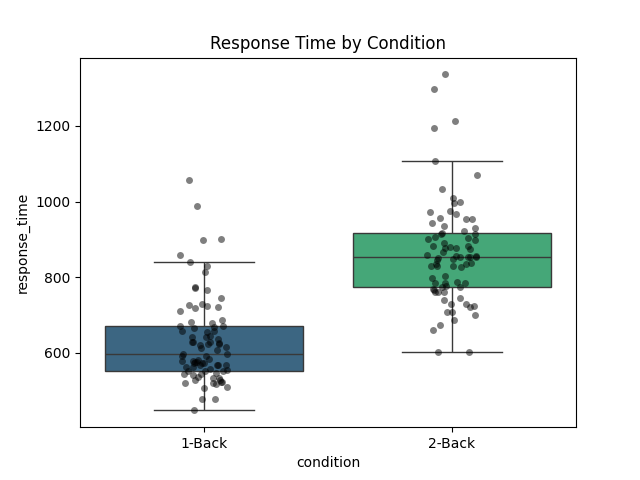 Response Time by Condition
response_time
1200
1000
800
600
1-Back
2-Back
condition